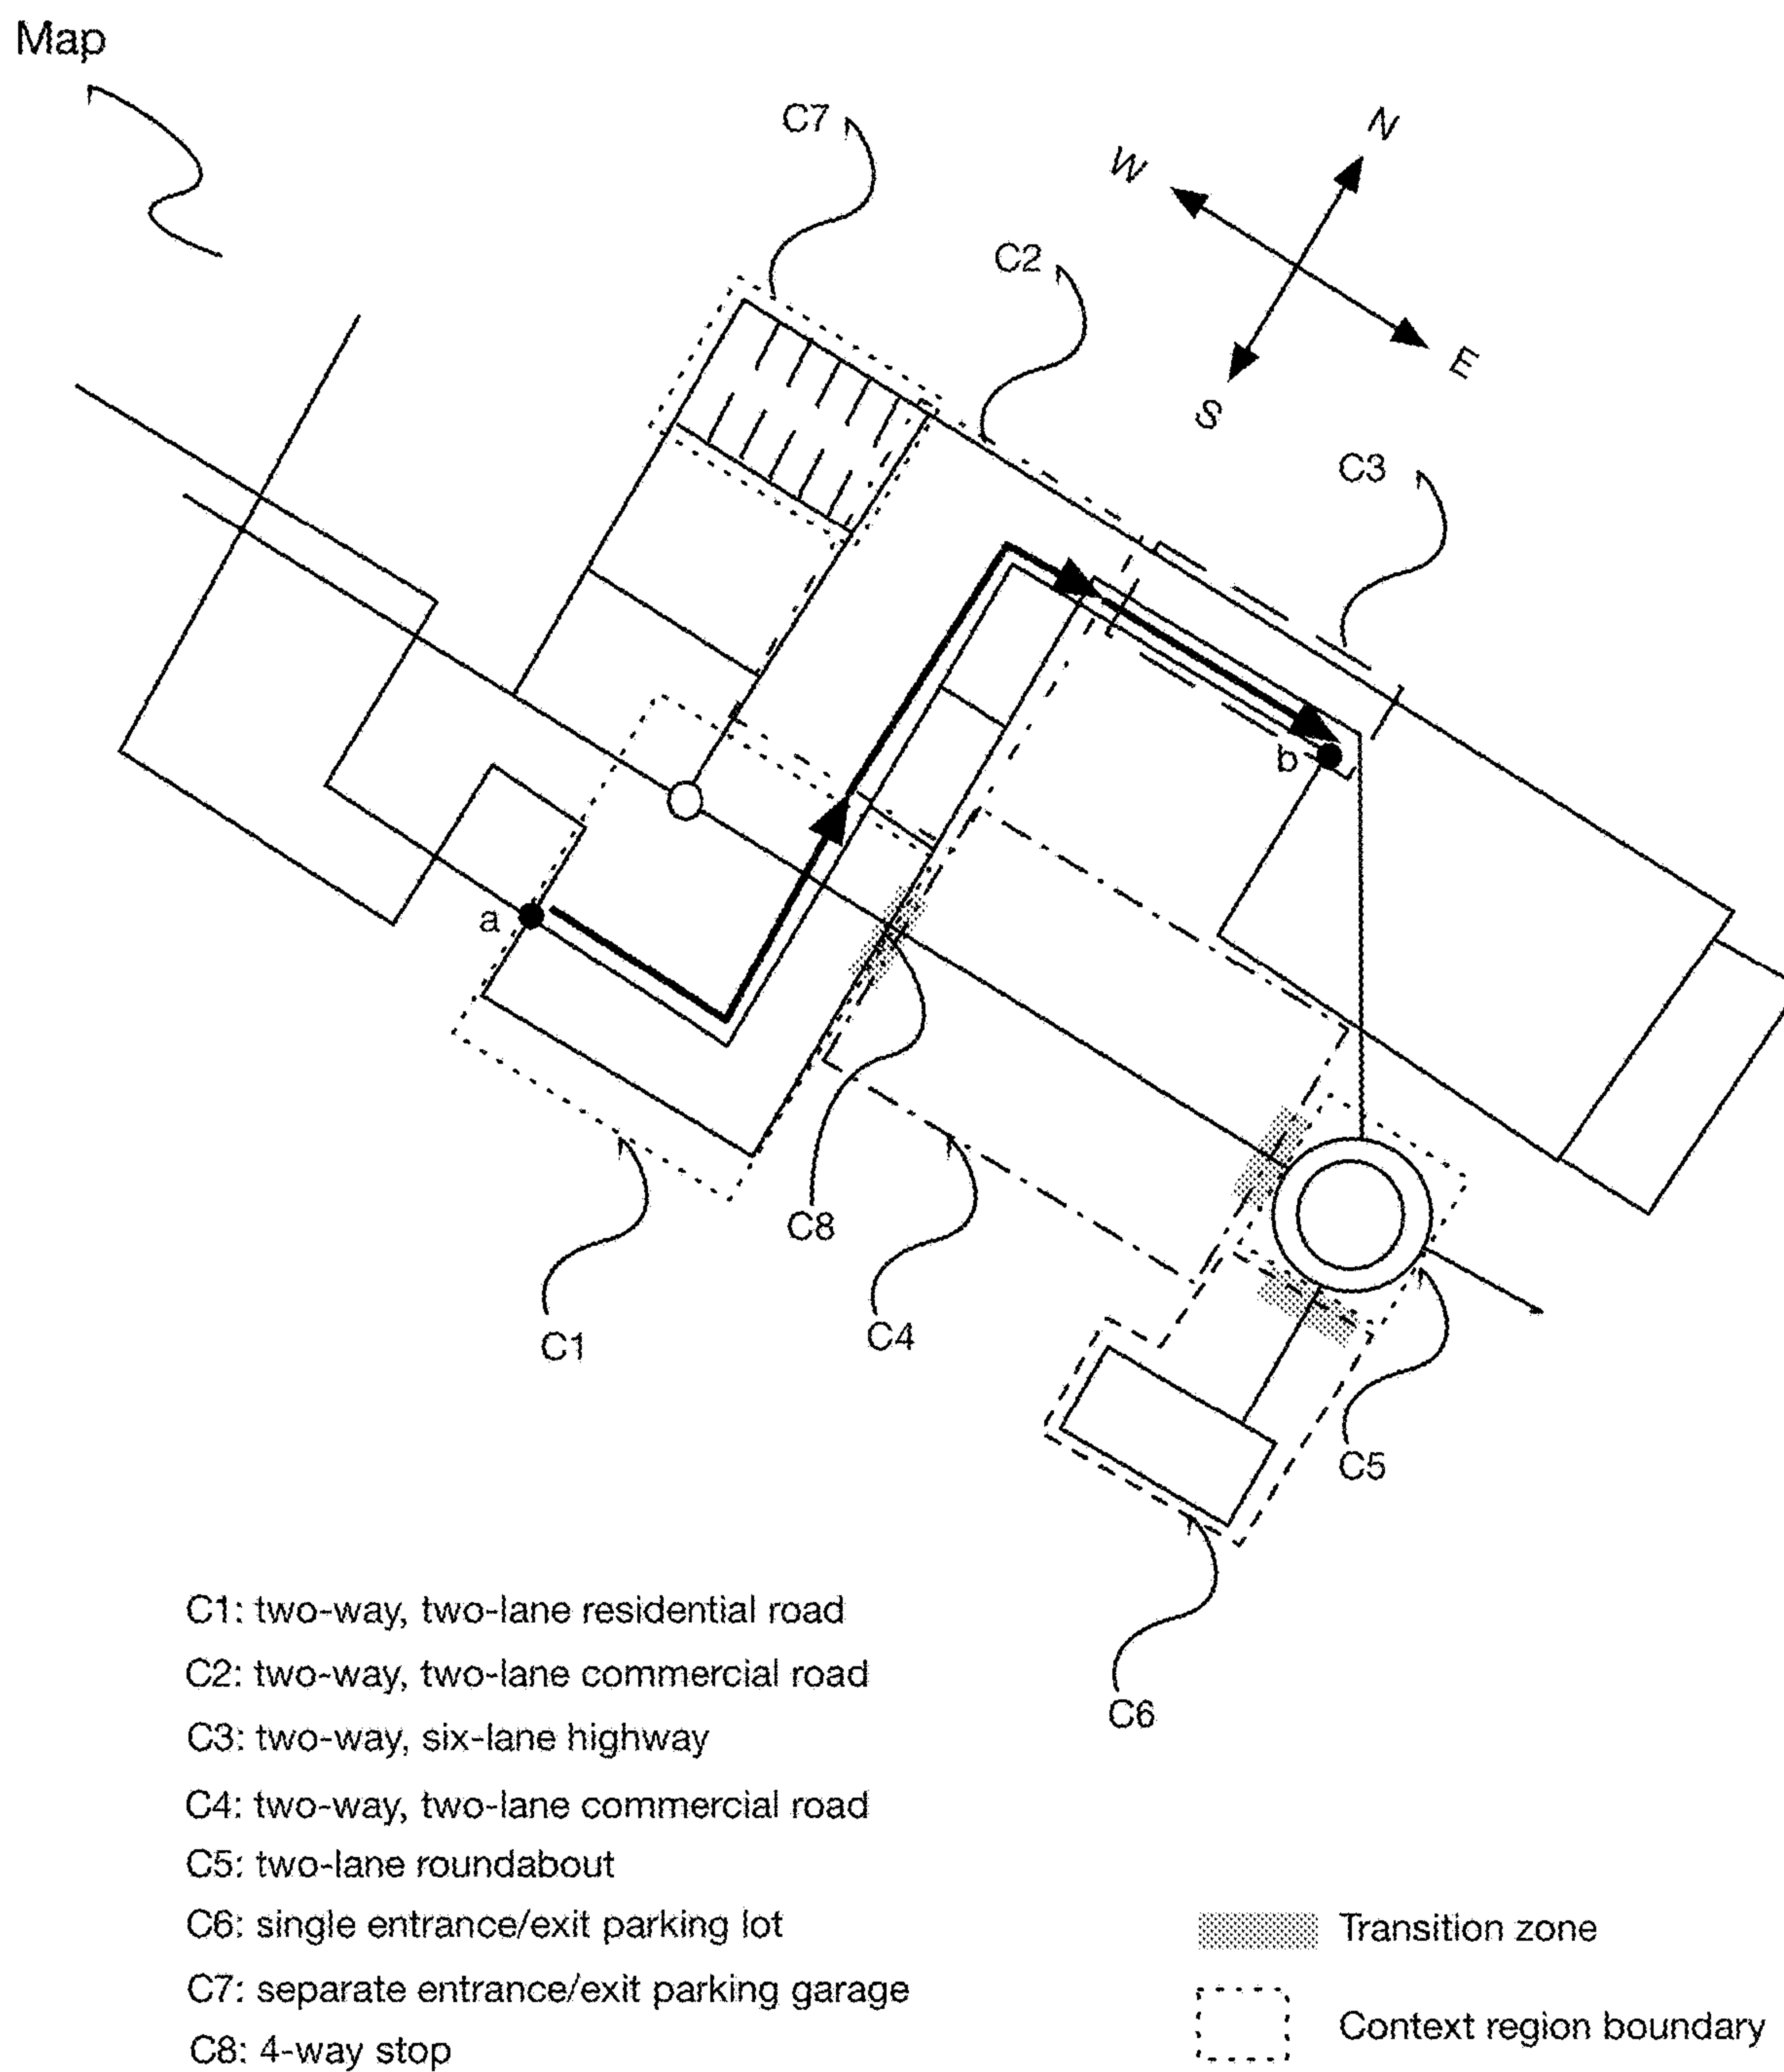 Map
C7
N
W
C2
E
S
C3
b
a
C8
C1
C4
C5
C6
C1: two-way, two-lane residential road
C2: two-way, two-lane commercial road
C3: two-way, six-lane highway
C4: two-way, two-lane commercial road
C5: two-lane roundabout
C6: single entrance/exit parking lot
C7: separate entrance/exit parking garage
C8: 4-way stop
Transition zone
Context region boundary